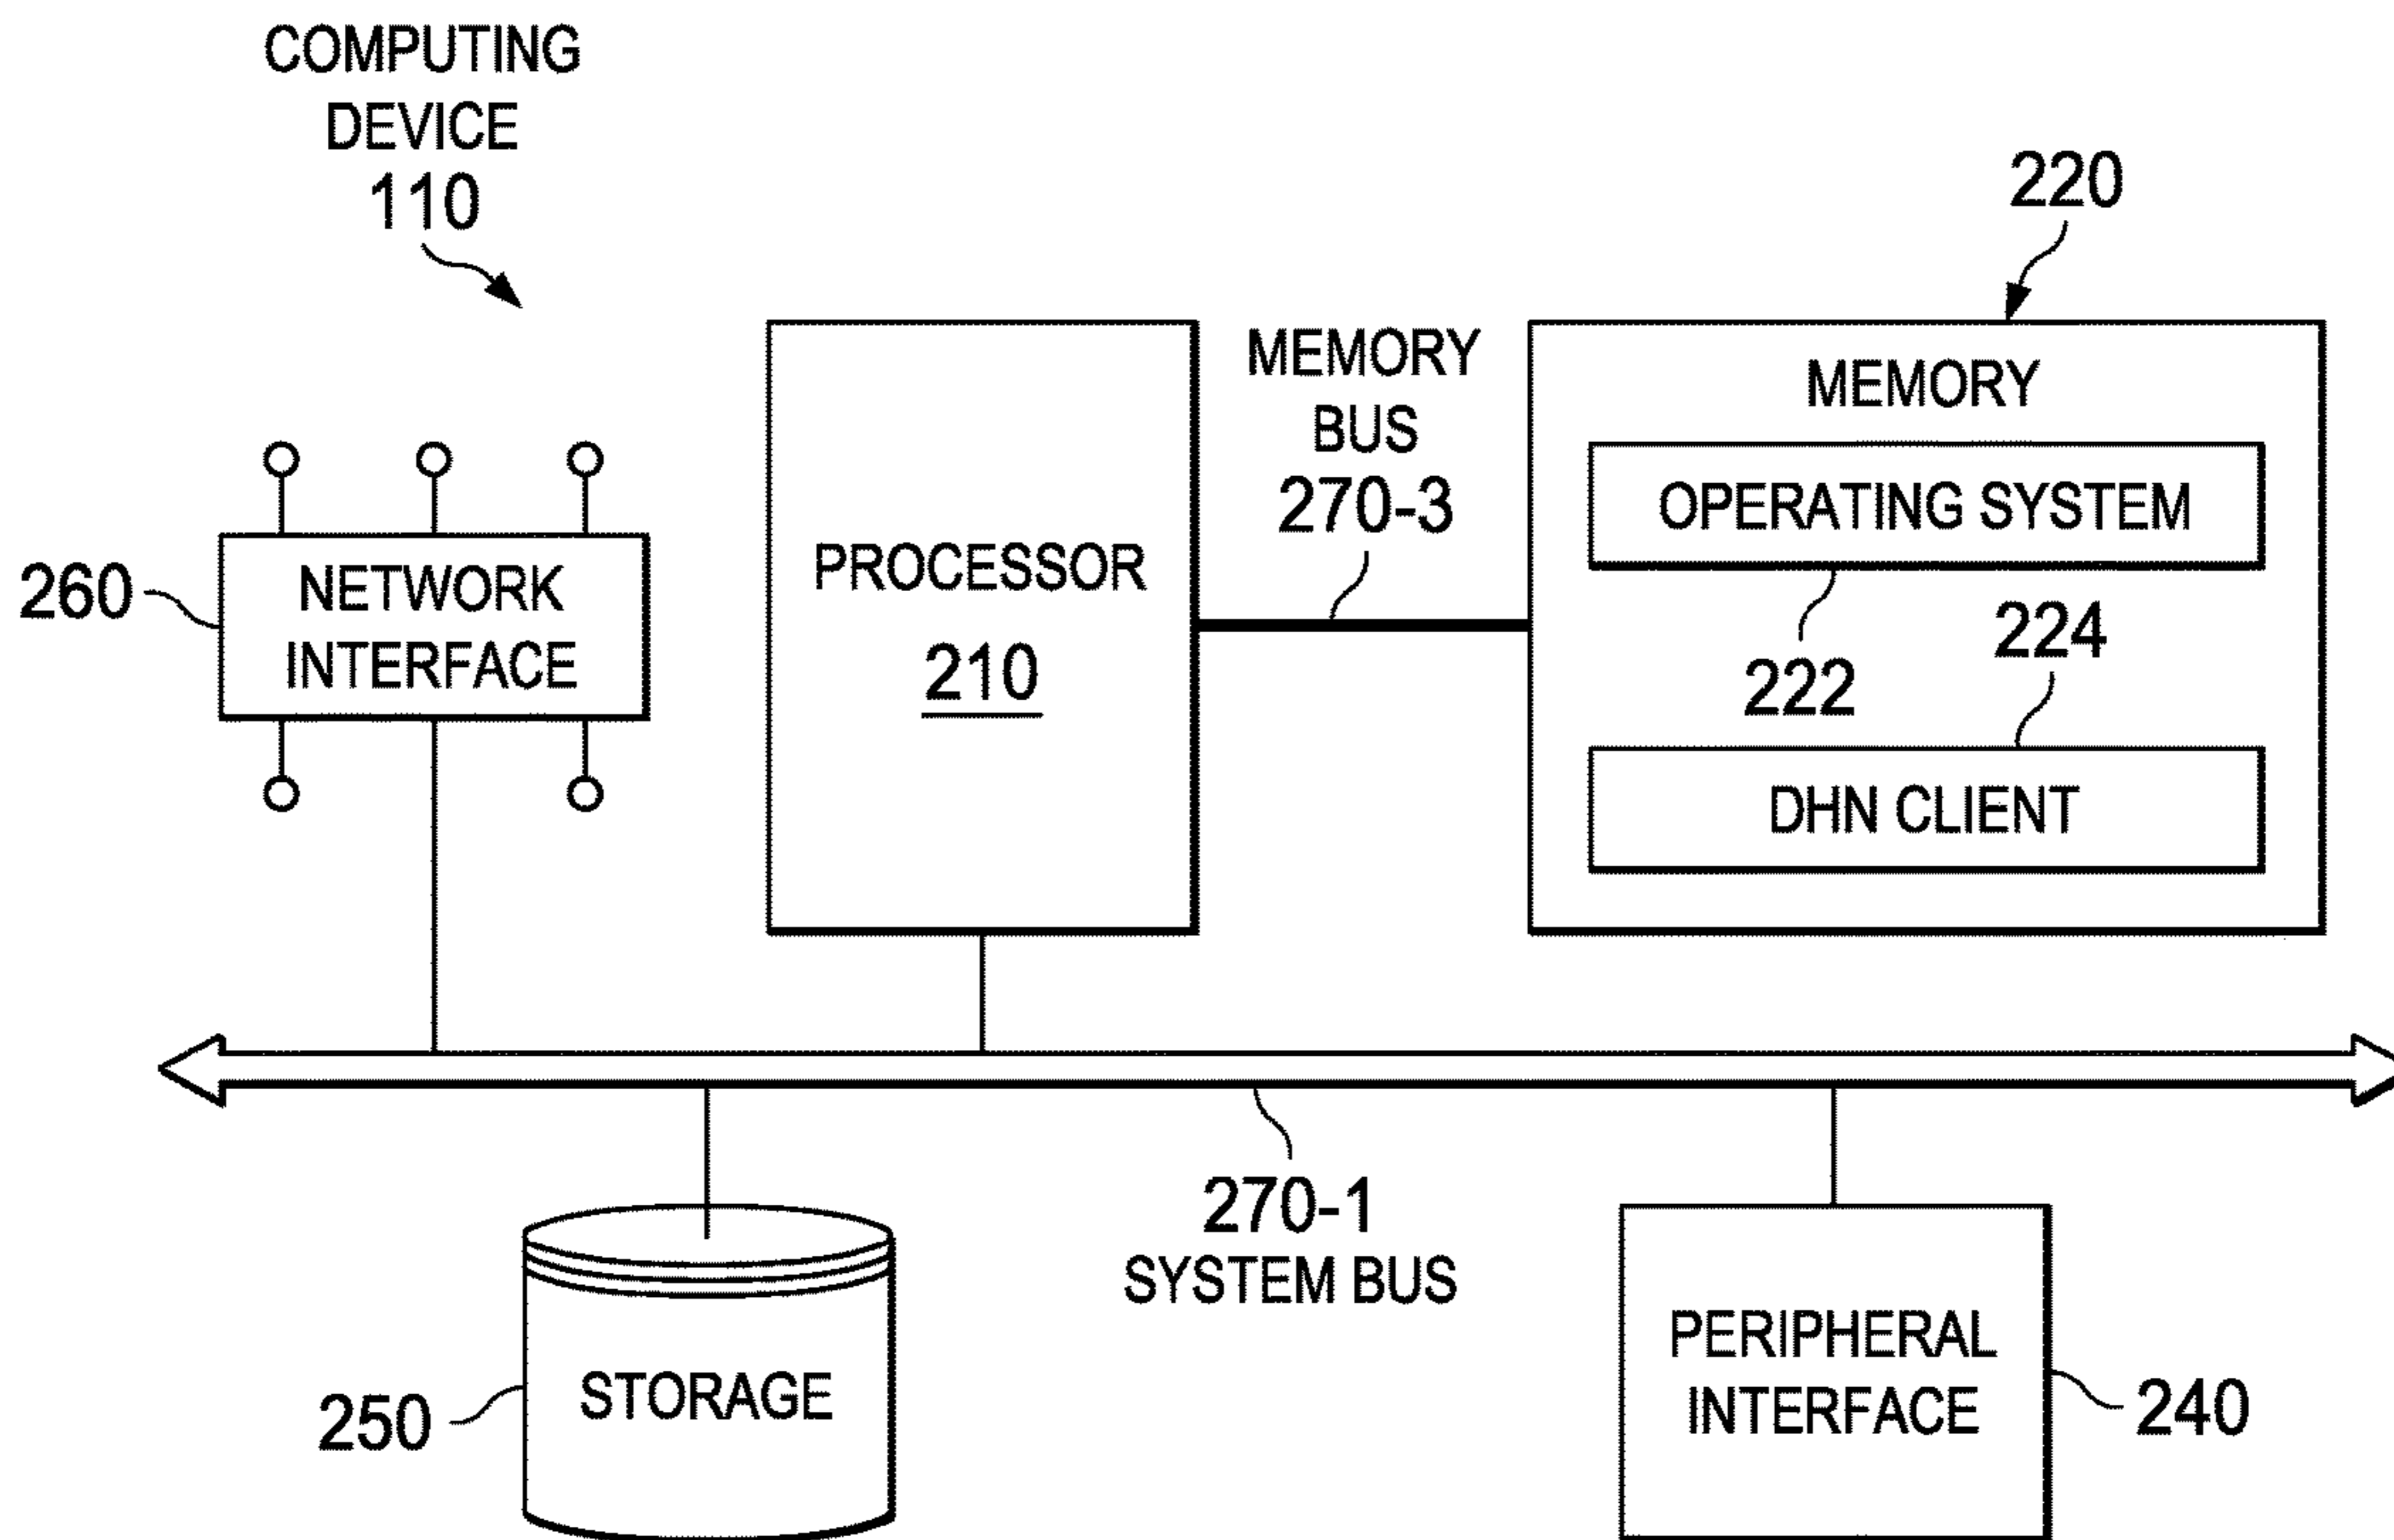 COMPUTING
DEVICE
110
220
MEMORY
BUS
270-3
MEMORY
OPERATING SYSTEM
222
224
DHN CLIENT
PROCESSOR
210
260
NETWORK
INTERFACE
270-1
SYSTEM BUS
250
STORAGE
PERIPHERAL
INTERFACE
240